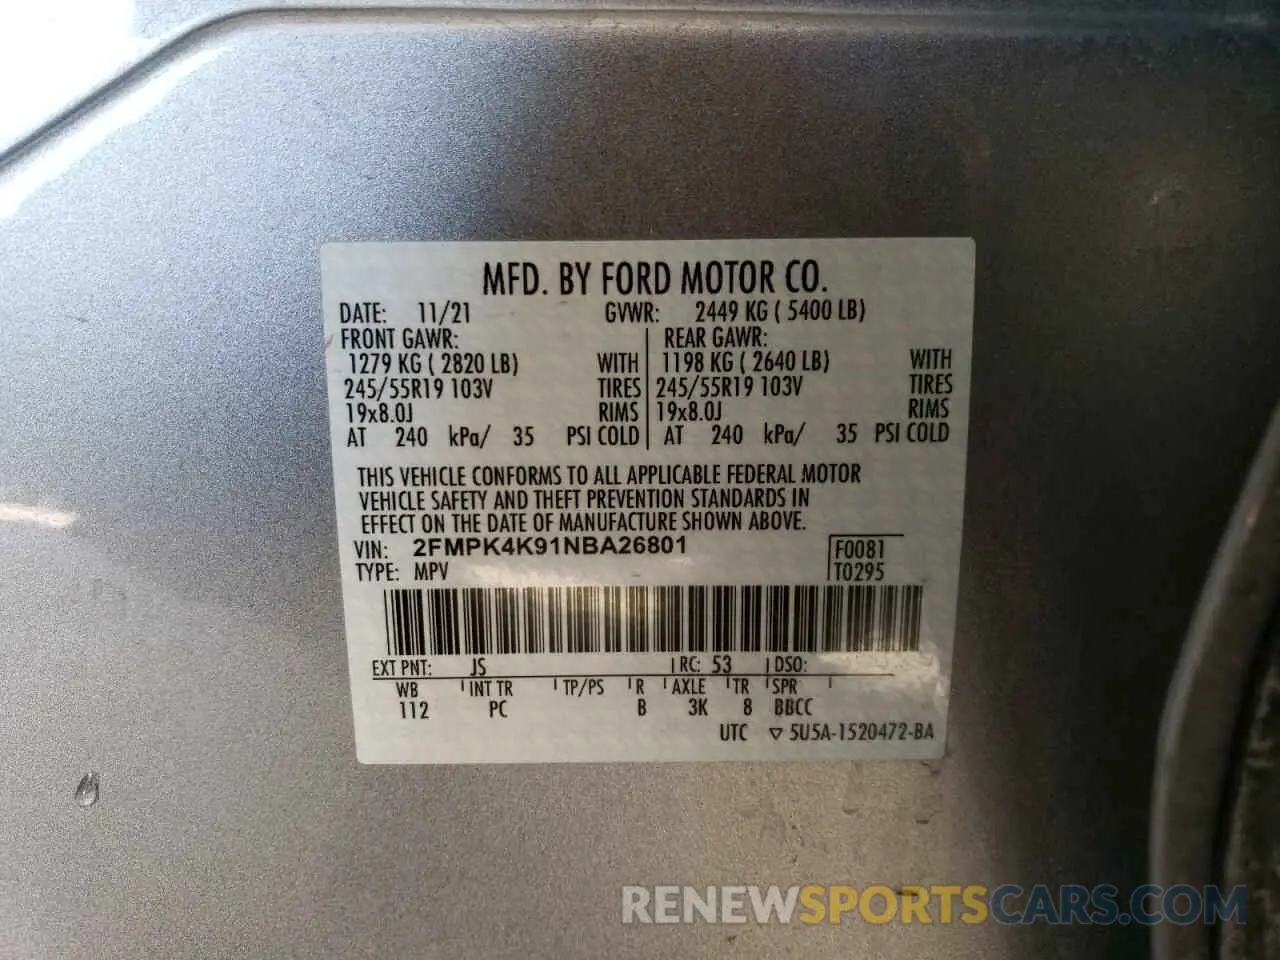 MFD. BY FORD MOTOR CO.
DATE: 11/21 GVWR: 2449 KG ( 5400 LB)
FRONT GAWR: REAR GAWR:
1279 KG ( 2820 LB) WITH 1198 KG ( 2640 LB) WITH
245/55R19 103V TIRES 245/55R19 103V TIRES
19x8.0J RIMS 19x8.0J RIMS
AT 240 kPa/ 35 PSI COLD AT 240 kPa/ 35 PSI COLD
THIS VEHICLE CONFORMS TO ALL APPLICABLE FEDERAL MOTOR
VEHICLE SAFETY AND THEFT PREVENTION STANDARDS IN
EFFECT ON THE DATE OF MANUFACTURE SHOWN ABOVE.
VIN: 2FMPK4K91NBA26801 F0081
TYPE: MPV T0295
EXT PNT: JS RC: 53 DSO:
WB INT TR TP/PS R AXLE TR SPR
112 PC B 3K 8 BBCC
UTC ▽ 5U5A-1520472-BA
RENEWSPORTSCARS.COM